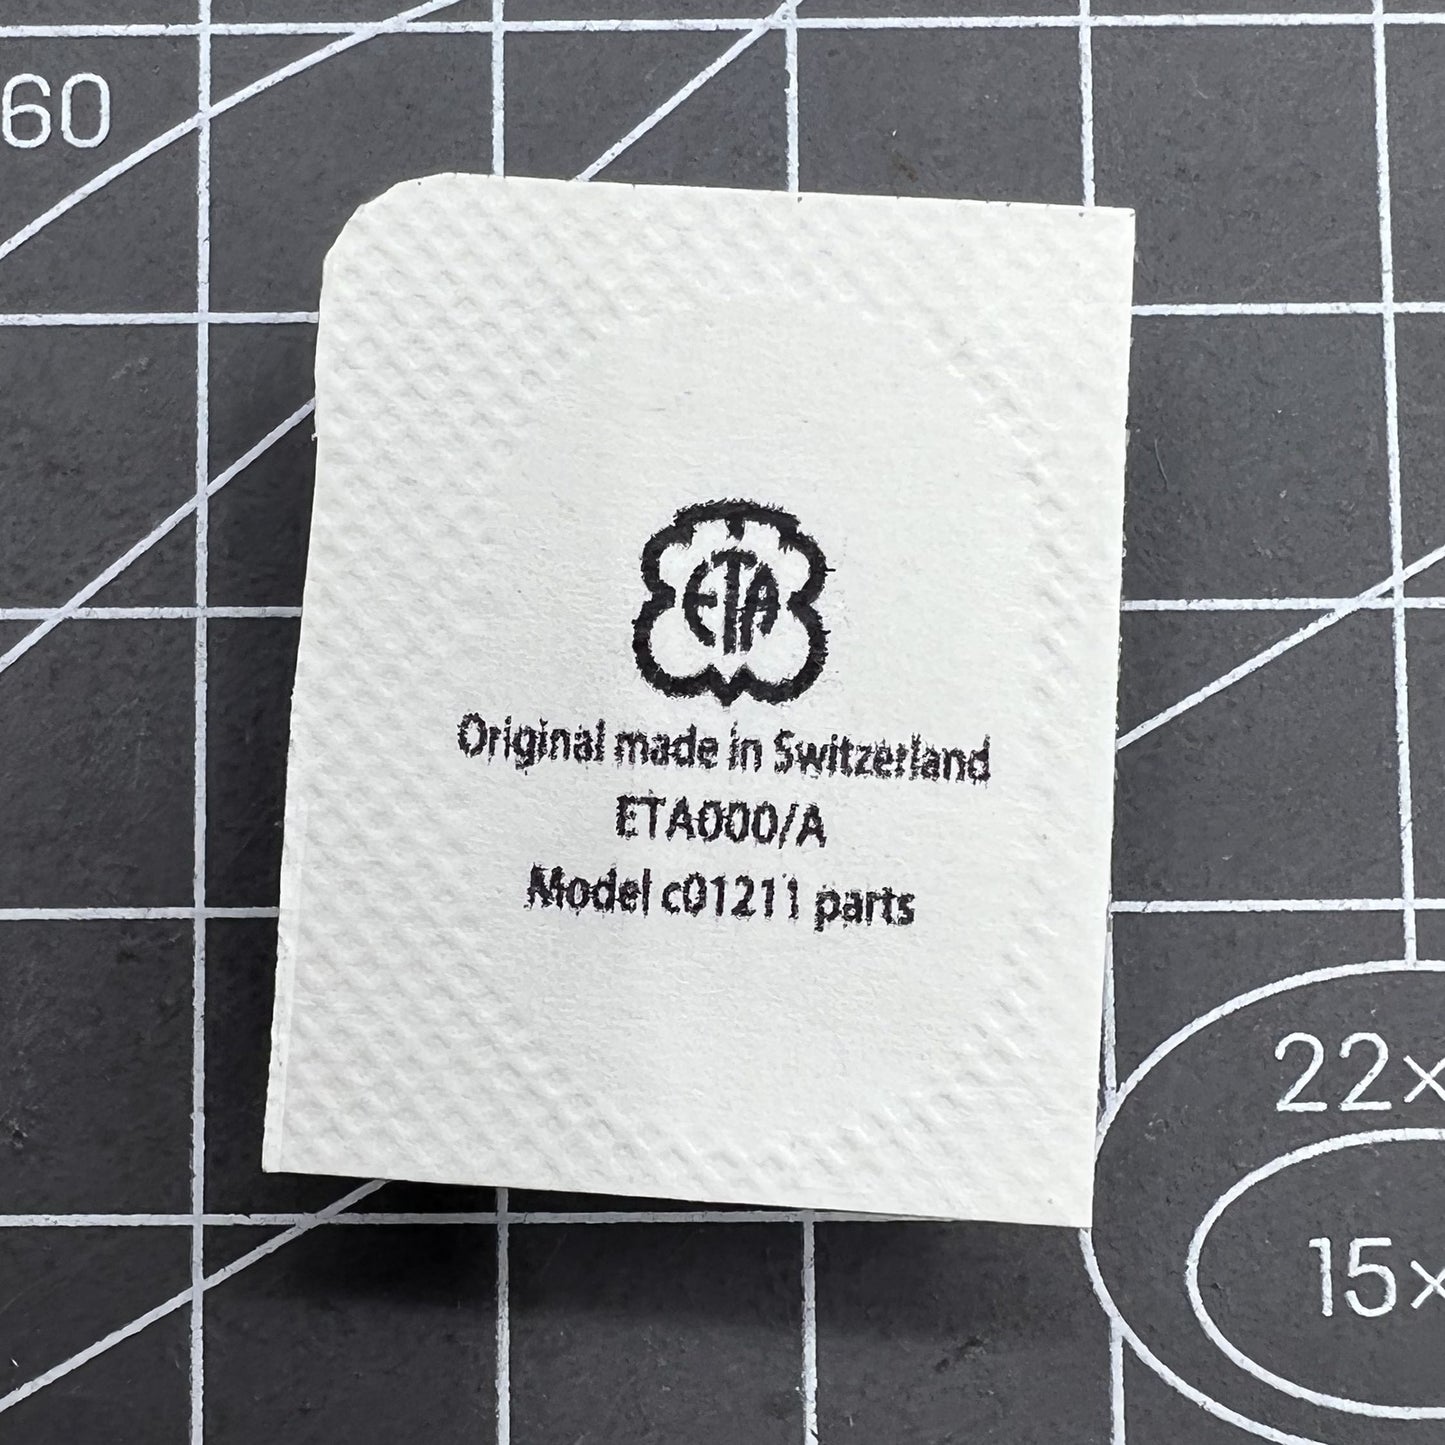 60
ETA
Original made in Switzerland
ETA000/A
Model c01211 parts
22×
15×